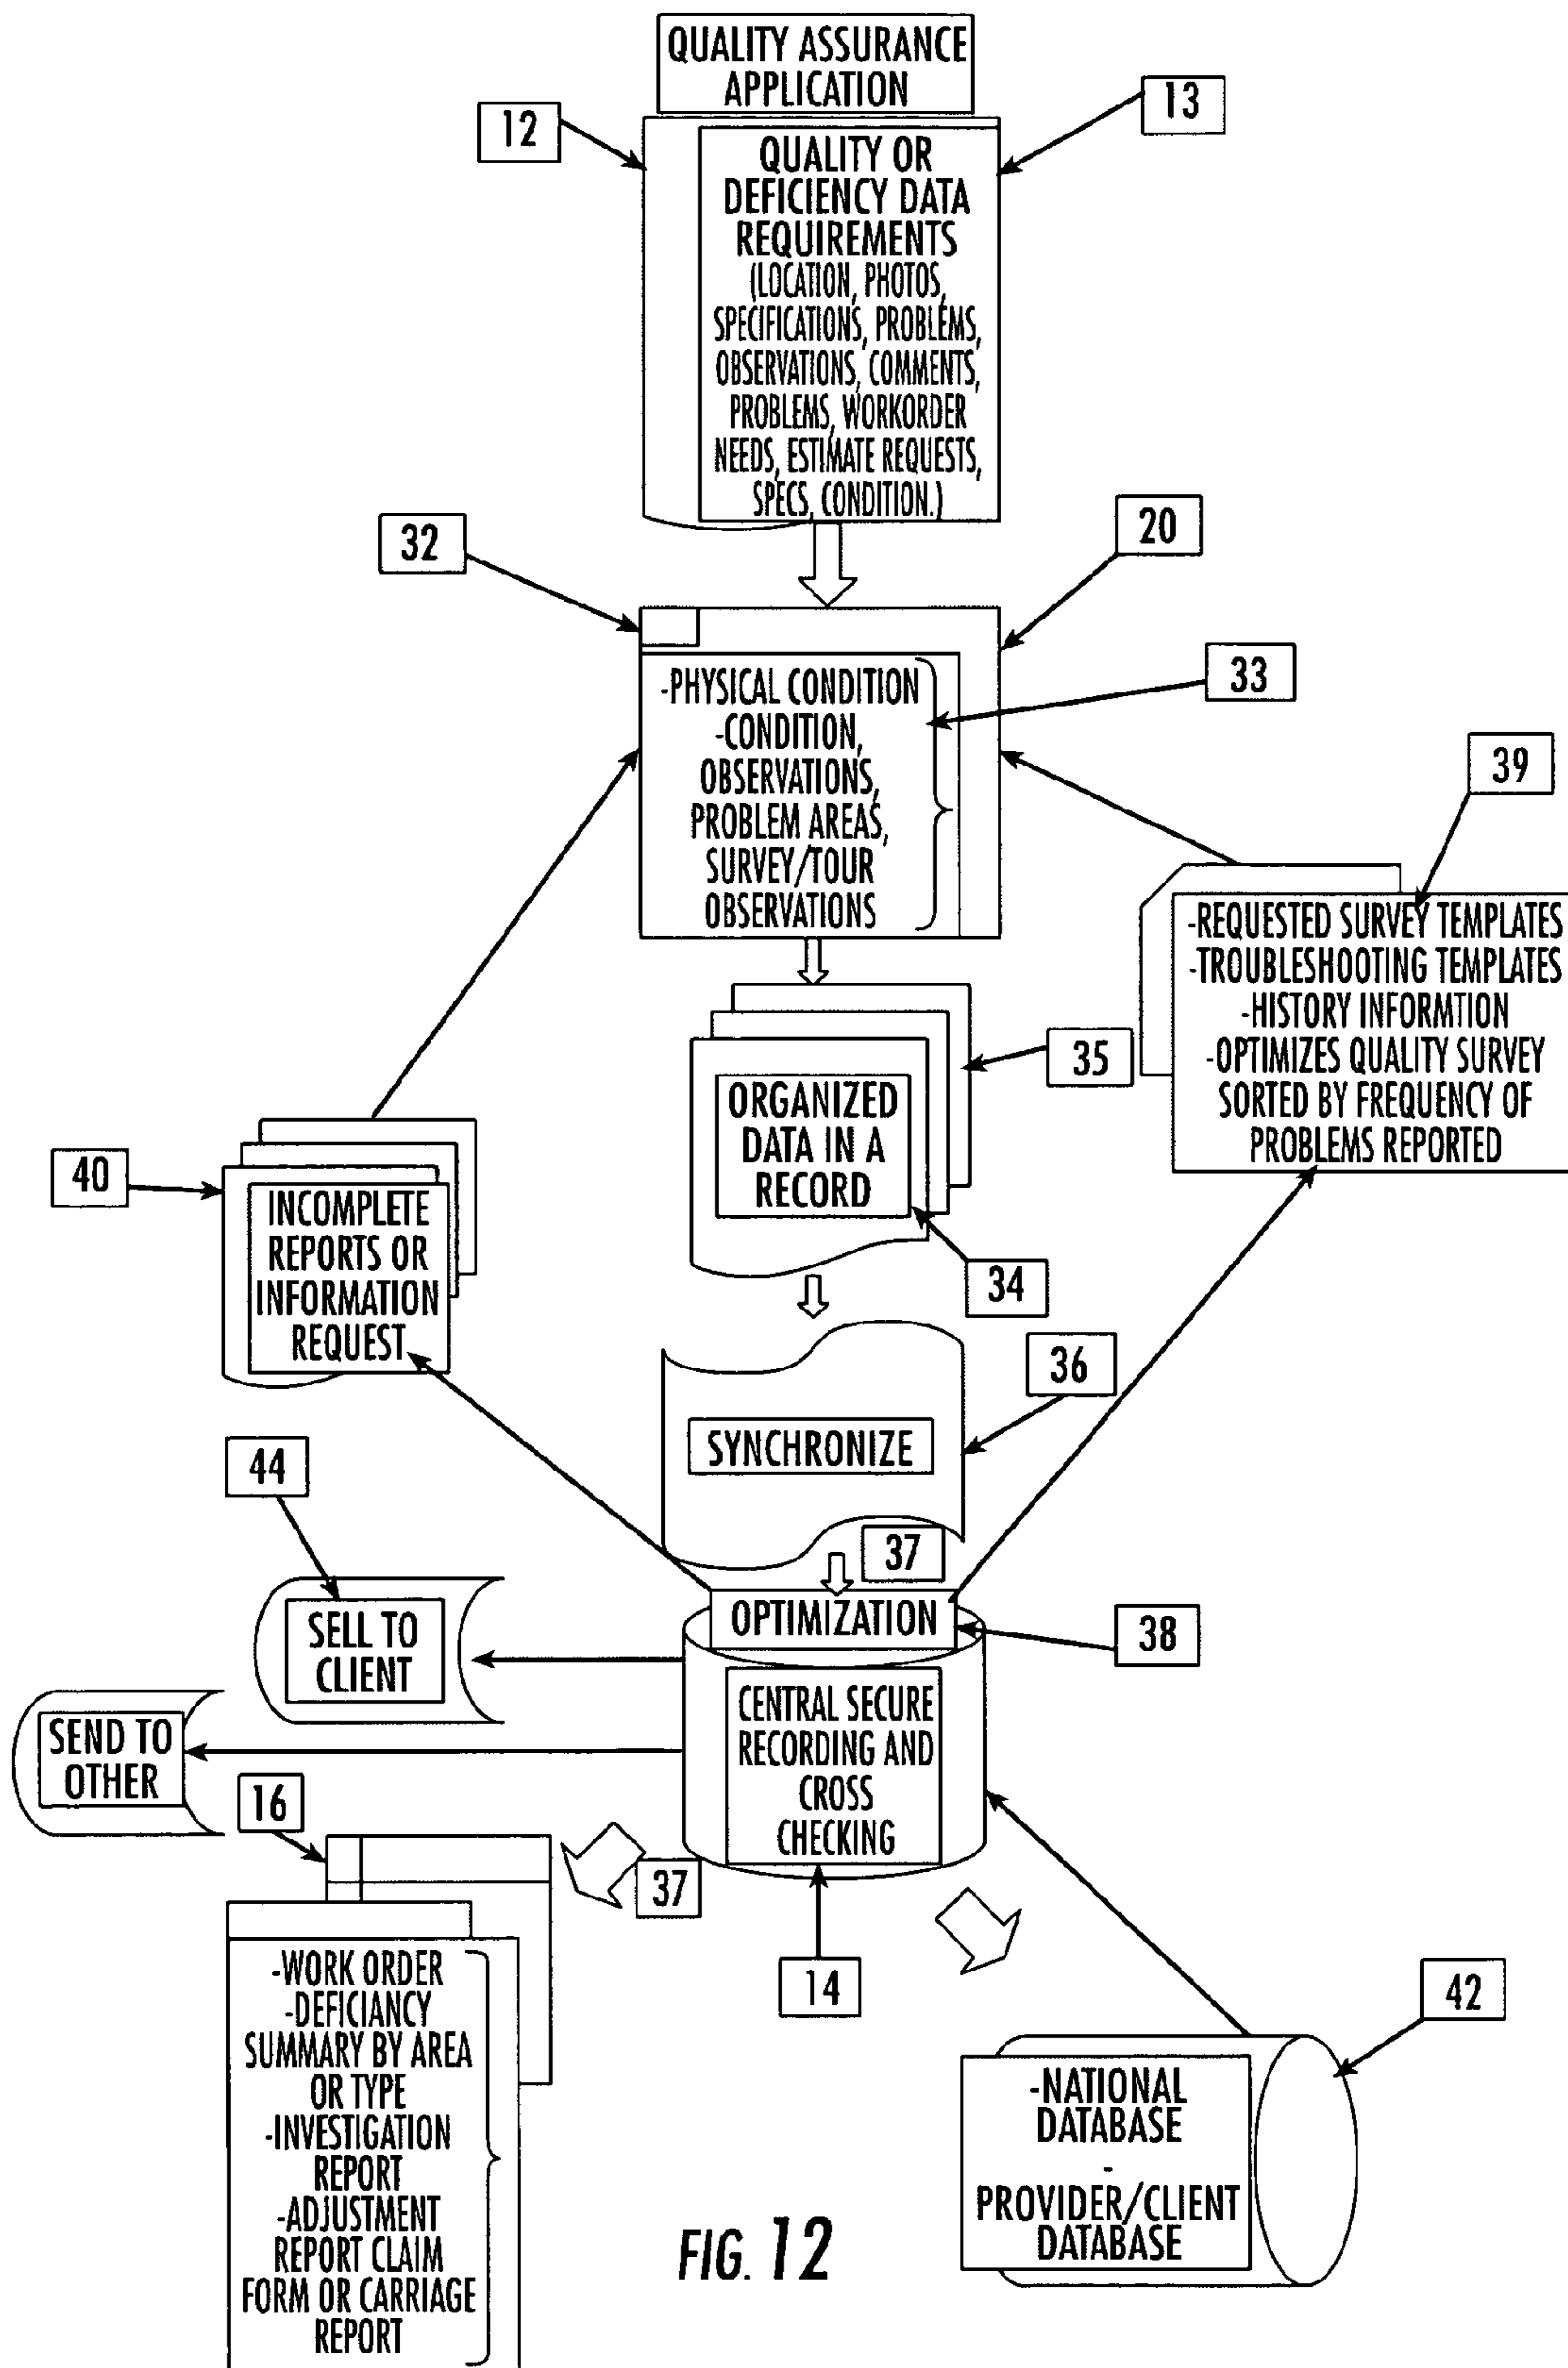 QUALITY ASSURANCE
APPLICATION
12
13
QUALITY OR
DEFICIENCY DATA
REQUIREMENTS
(LOCATION, PHOTOS,
SPECIFICATIONS, PROBLEMS,
OBSERVATIONS, COMMENTS,
PROBLEMS, WORKORDER
NEEDS, ESTIMATE REQUESTS,
SPECS, CONDITION.)
32
20
33
-PHYSICAL CONDITION
-CONDITION,
OBSERVATIONS,
PROBLEM AREAS,
SURVEY/TOUR
OBSERVATIONS
39
-REQUESTED SURVEY TEMPLATES
-TROUBLESHOOTING TEMPLATES
-HISTORY INFORMTION
-OPTIMIZES QUALITY SURVEY
SORTED BY FREQUENCY OF
PROBLEMS REPORTED
35
ORGANIZED
DATA IN A
RECORD
34
40
INCOMPLETE
REPORTS OR
INFORMATION
REQUEST
36
SYNCHRONIZE
44
37
SELL TO
CLIENT
OPTIMIZATION
38
CENTRAL SECURE
RECORDING AND
CROSS
CHECKING
SEND TO
OTHER
16
37
14
42
-WORK ORDER
-DEFICIANCY
SUMMARY BY AREA
OR TYPE
-INVESTIGATION
REPORT
-ADJUSTMENT
REPORT CLAIM
FORM OR CARRIAGE
REPORT
-NATIONAL
DATABASE
-
PROVIDER/CLIENT
DATABASE
FIG. 12